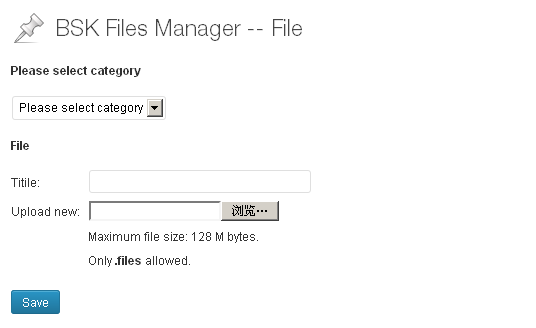 BSK Files Manager -- File
Please select category
Please select category
File
Titile:
Upload new: 浏览…
Maximum file size: 128 M bytes.
Only .files allowed.
Save